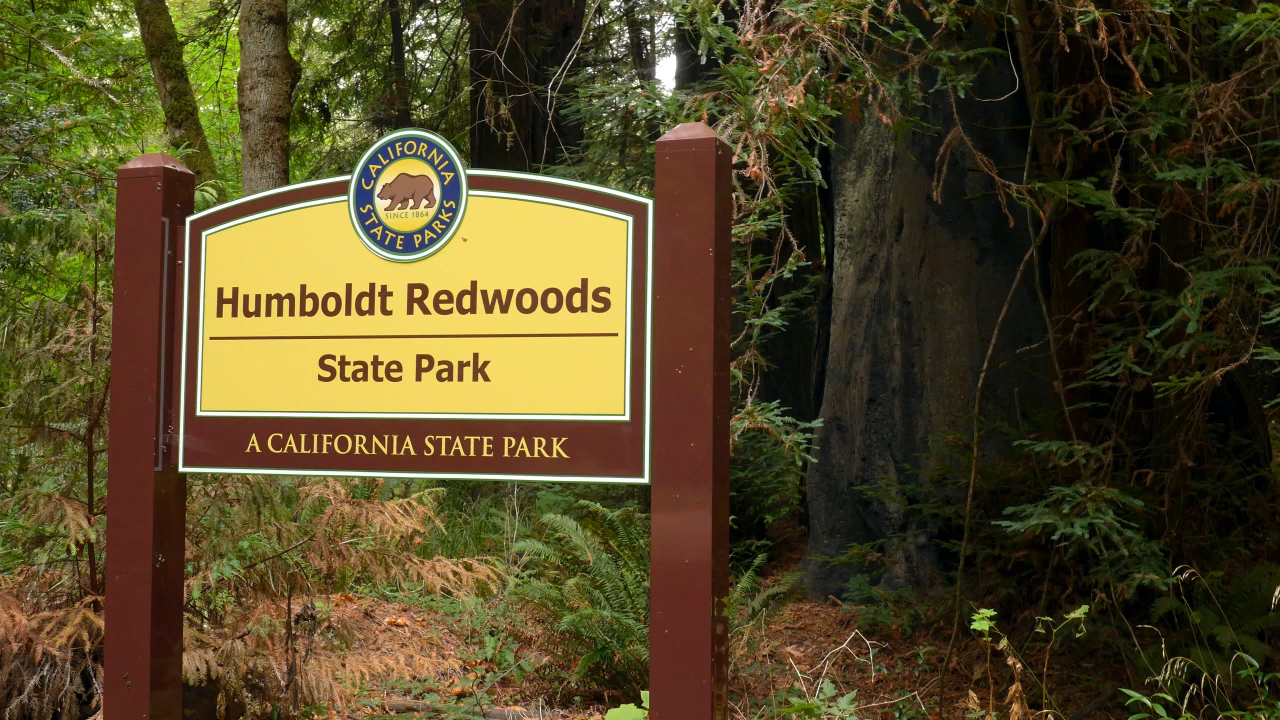 CALIFORNIA
SINCE 1864
STATE PARKS
Humboldt Redwoods
State Park
A CALIFORNIA STATE PARK